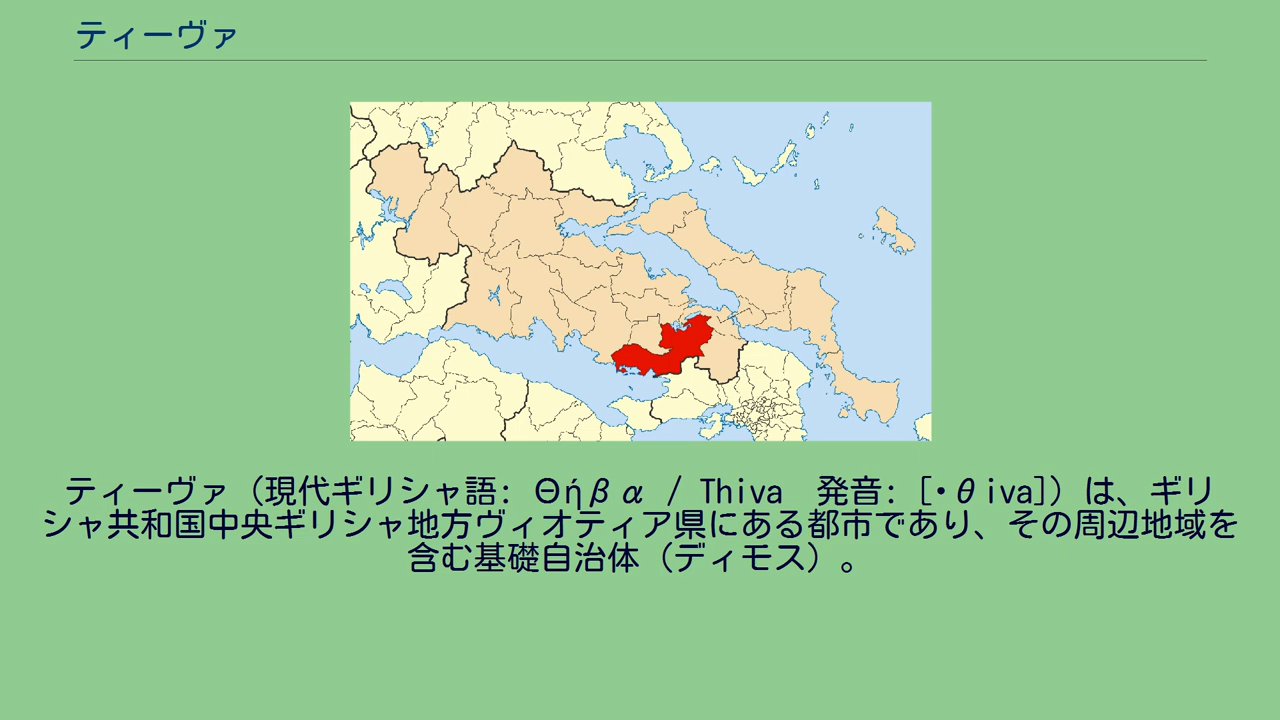 ティーヴァ
ティーヴァ（現代ギリシャ語: Θήβα / Thiva　発音: [・θiva]）は、ギリ
シャ共和国中央ギリシャ地方ヴィオティア県にある都市であり、その周辺地域を
含む基礎自治体（ディモス）。